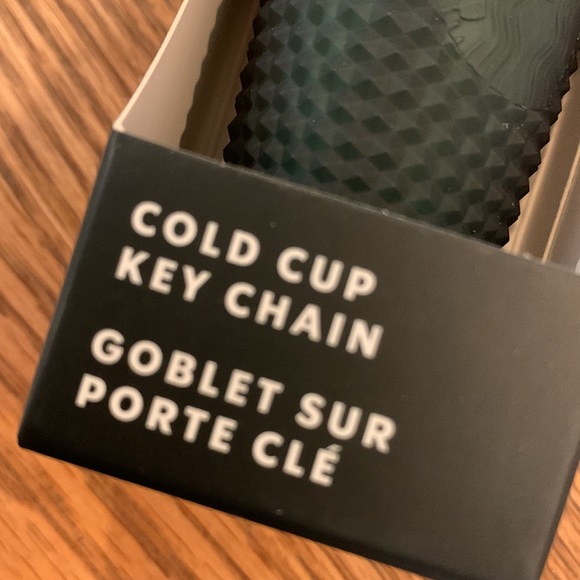 COLD CUP
KEY CHAIN
GOBLET SUR
PORTE CLÉ